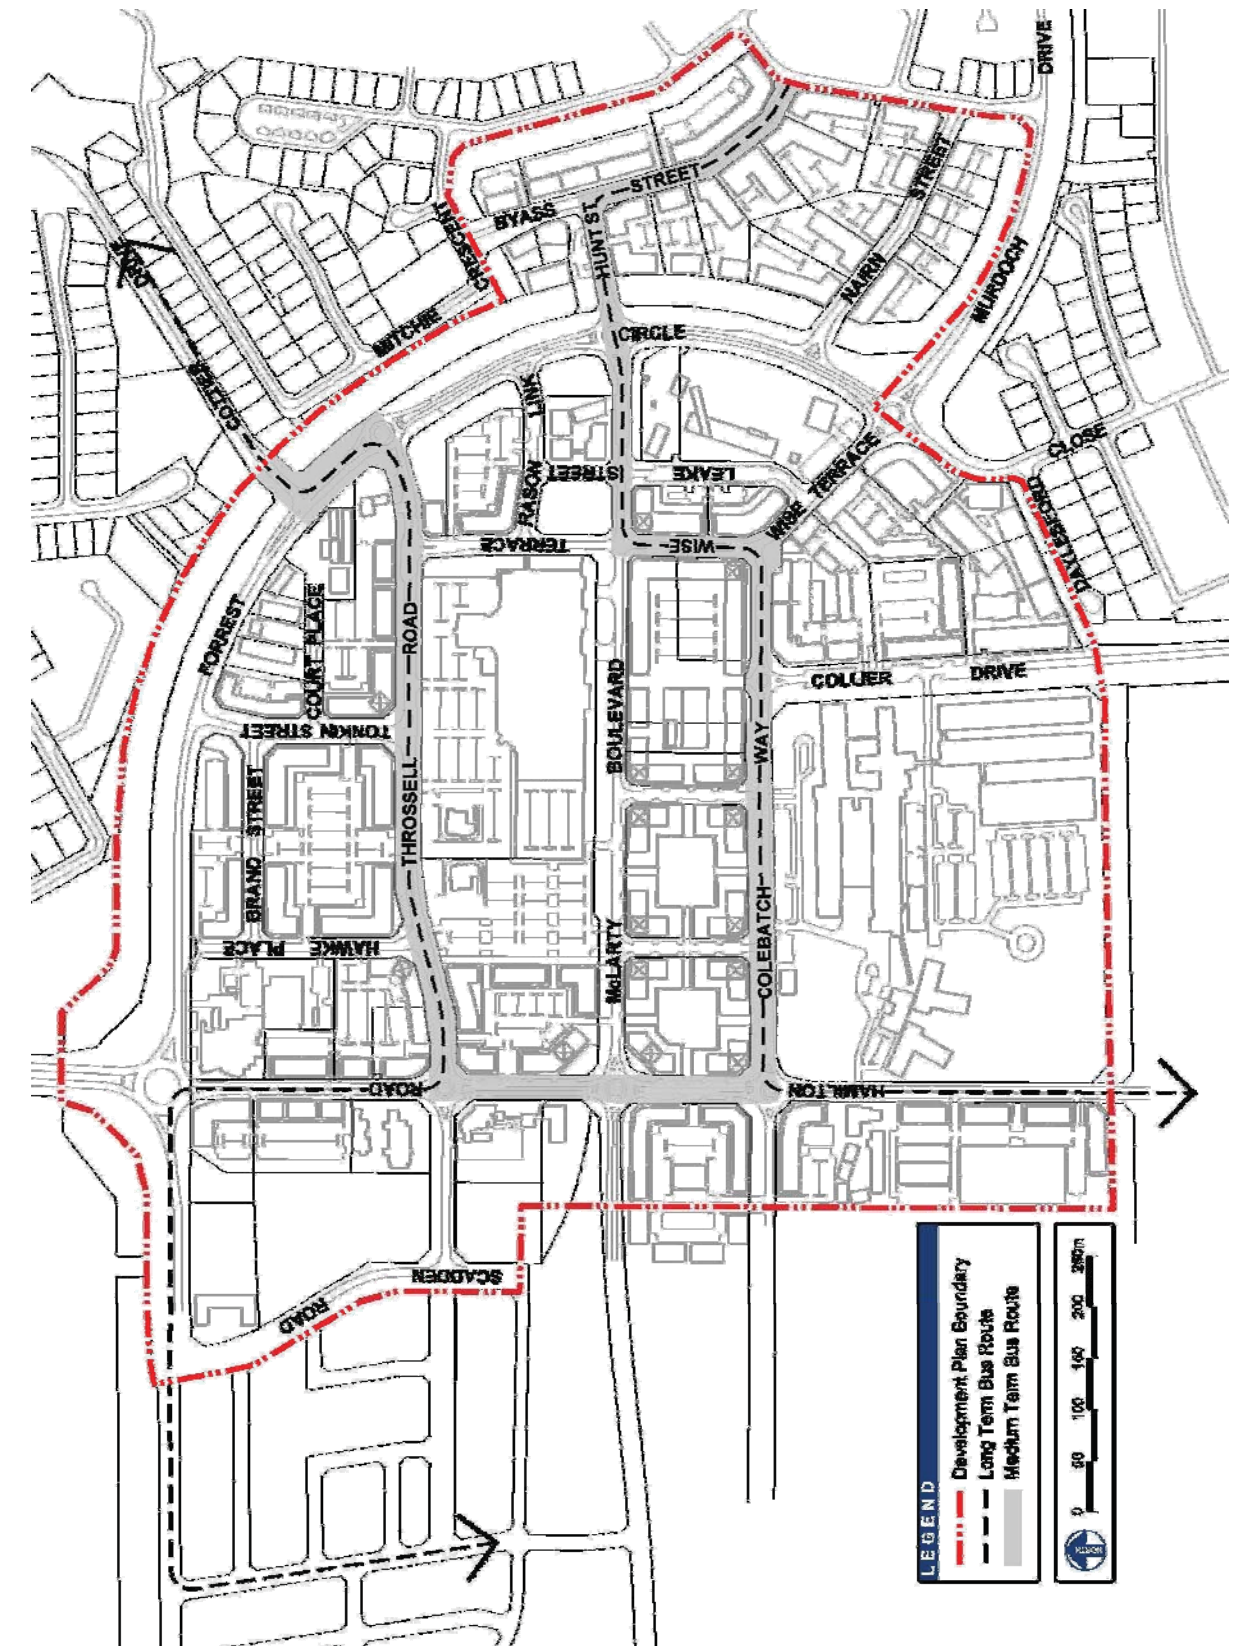 DRIVE
STREET
STREET
BYASS
CRESCENT
HUNT ST
DRIVE
NAIRN
MURDOCH
MITCHIE
CIRCLE
COTTER
LINK
CLOSE
STREET
LEAKE
WISE TERRACE
RASON
DAYLESFORD
TERRACE
WISE
FORREST
COURT PLACE
ROAD
COLLIER
DRIVE
BOULEVARD
TONKIN STREET
WAY
STREET
THROSSELL
BRAND
COLEBATCH
HAWKE PLACE
McLARTY
ROAD
HAMILTON
SCADDEN
ROAD
LEGEND
Development Plan Boundary
Long Term Bus Route
Medium Term Bus Route
0 50 100 150 200 250m
NORTH